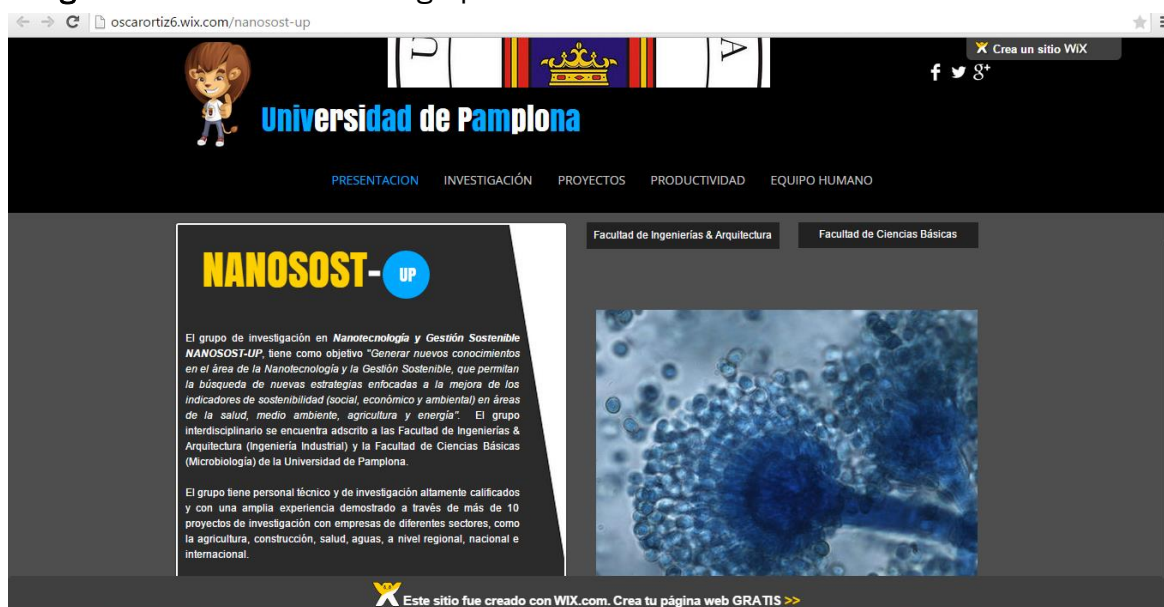 oscarortiz6.wix.com/nanosost-up
U A
Crea un sitio WiX
f g+
Universidad de Pamplona
PRESENTACION INVESTIGACIÓN PROYECTOS PRODUCTIVIDAD EQUIPO HUMANO
NANOSOST-UP
El grupo de investigación en Nanotecnología y Gestión Sostenible
NANOSOST-UP, tiene como objetivo "Generar nuevos conocimientos
en el área de la Nanotecnología y la Gestión Sostenible, que permitan
la búsqueda de nuevas estrategias enfocadas a la mejora de los
indicadores de sostenibilidad (social, económico y ambiental) en áreas
de la salud, medio ambiente, agricultura y energía". El grupo
interdisciplinario se encuentra adscrito a las Facultad de Ingenierías &
Arquitectura (Ingeniería Industrial) y la Facultad de Ciencias Básicas
(Microbiología) de la Universidad de Pamplona.
El grupo tiene personal técnico y de investigación altamente calificados
y con una amplia experiencia demostrado a través de más de 10
proyectos de investigación con empresas de diferentes sectores, como
la agricultura, construcción, salud, aguas, a nivel regional, nacional e
internacional.
Facultad de Ingenierías & Arquitectura
Facultad de Ciencias Básicas
Este sitio fue creado con WIX.com. Crea tu página web GRATIS >>